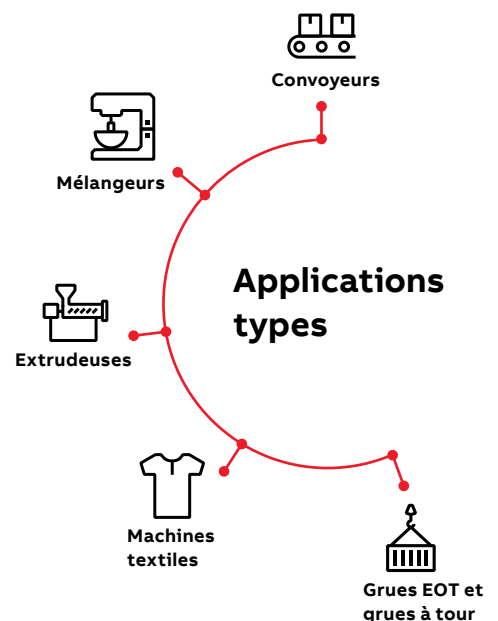 Convoyeurs
Mélangeurs
Applications
types
Extrudeuses
Machines
textiles
Grues EOT et
grues à tour